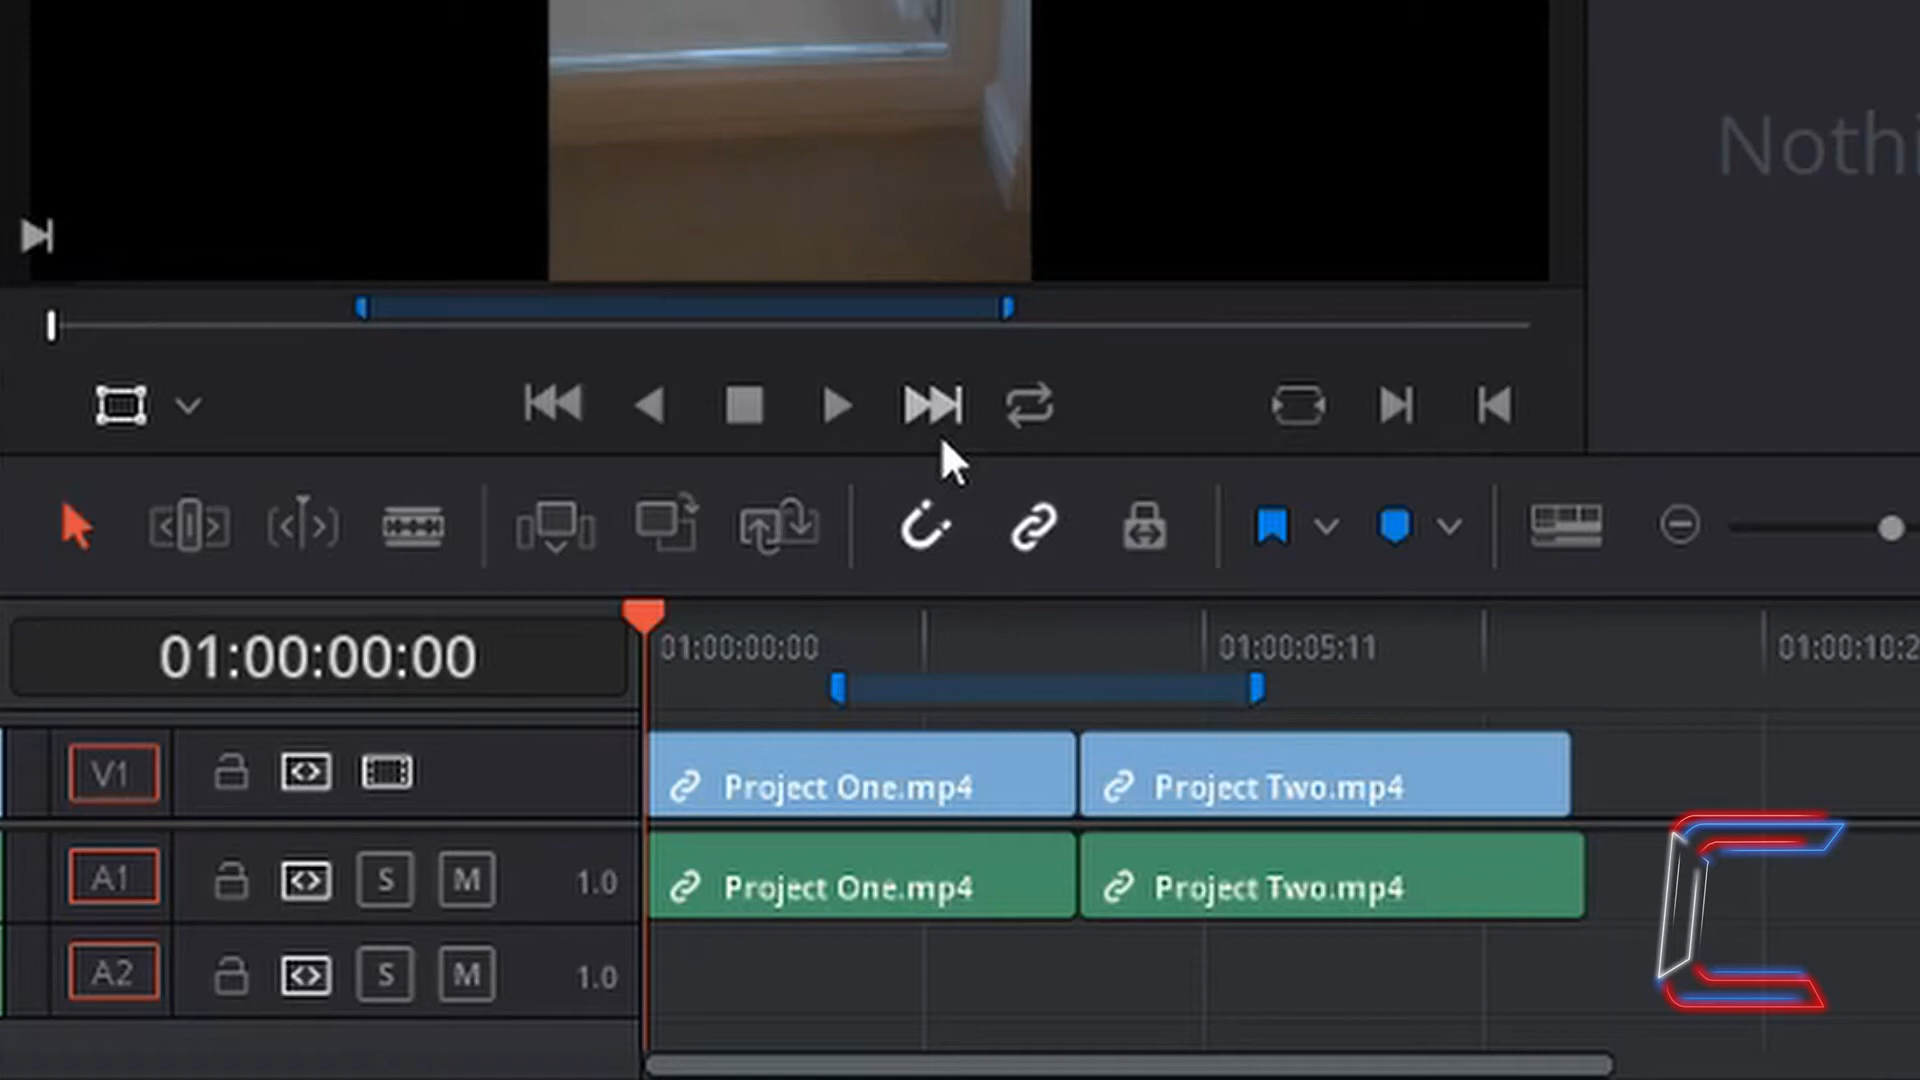 Nothi
01:00:00:00
01:00:00:00
01:00:05:11
01:00:10:2
V1
Project One.mp4
Project Two.mp4
A1
S
M
1.0
Project One.mp4
Project Two.mp4
A2
S
M
1.0